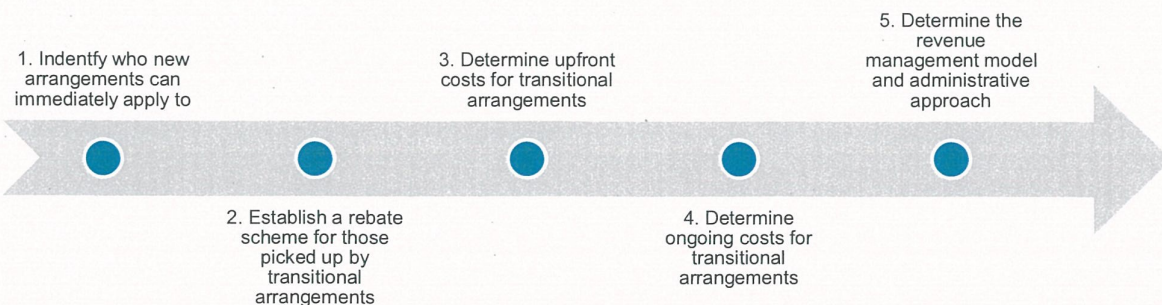 1. Indentfy who new
arrangements can
immediately apply to
2. Establish a rebate
scheme for those
picked up by
transitional
arrangements
3. Determine upfront
costs for transitional
arrangements
4. Determine
ongoing costs for
transitional
arrangements
5. Determine the
revenue
management model
and administrative
approach